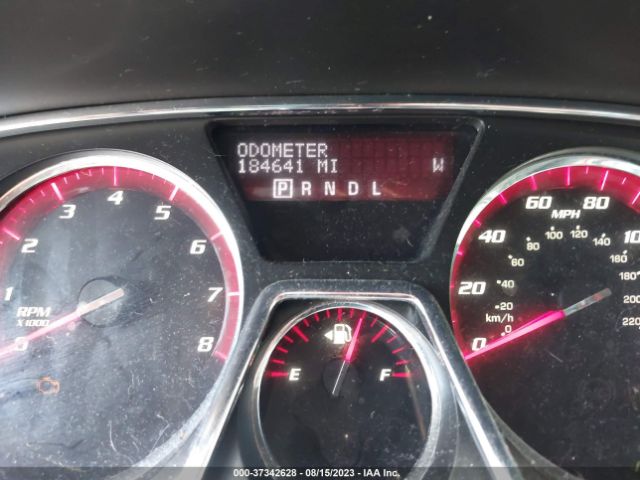 ODOMETER
184641 MI W
P R N D L
1 2 3 4 5 6 7 8
RPM
X1000
5
E F
0 20 40 60 80
MPH
km/h
0 20 40 60 80 100 120 140 160 180 200 220
000-37342628 - 08/15/2023 - IAA Inc.